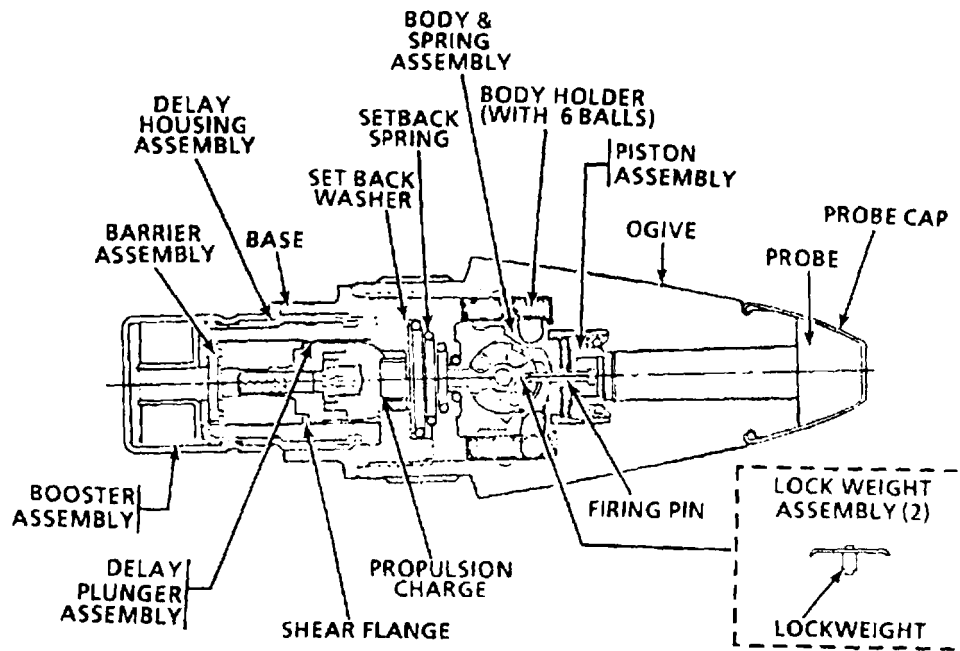 BODY &
SPRING
ASSEMBLY
BODY HOLDER
(WITH 6 BALLS)
DELAY
HOUSING
ASSEMBLY
SETBACK
SPRING
PISTON
ASSEMBLY
SET BACK
WASHER
PROBE CAP
OGIVE
BARRIER
ASSEMBLY
BASE
PROBE
BOOSTER
ASSEMBLY
FIRING PIN
LOCK WEIGHT
ASSEMBLY (2)
DELAY
PLUNGER
ASSEMBLY
PROPULSION
CHARGE
SHEAR FLANGE
LOCKWEIGHT